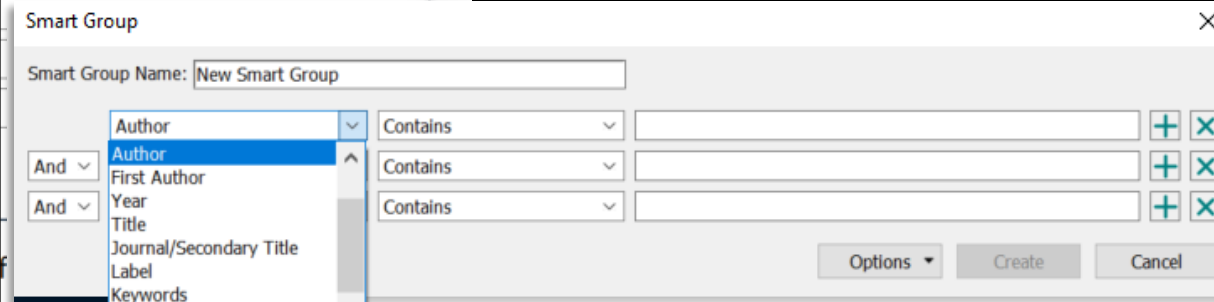 Smart Group
Smart Group Name: New Smart Group
Author Contains
Author
And Contains
First Author
Year
And Contains
Title
Journal/Secondary Title
Label
Options Create Cancel
Keywords